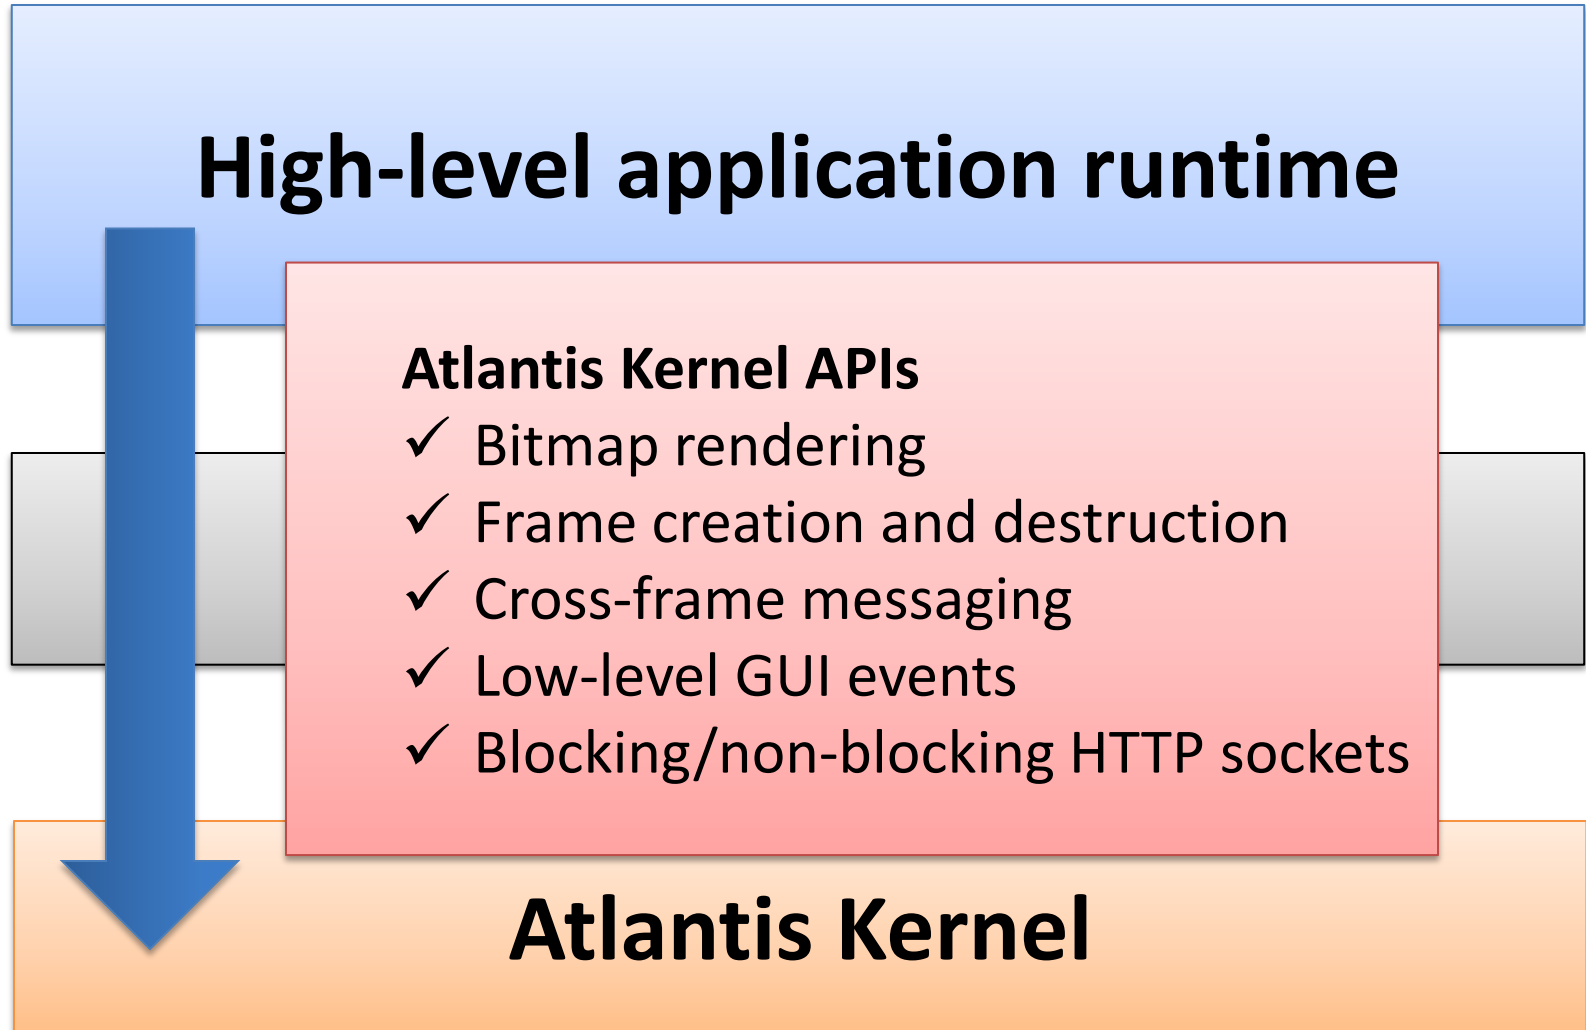 High-level application runtime
Atlantis Kernel APIs
✓ Bitmap rendering
✓ Frame creation and destruction
✓ Cross-frame messaging
✓ Low-level GUI events
✓ Blocking/non-blocking HTTP sockets
Atlantis Kernel